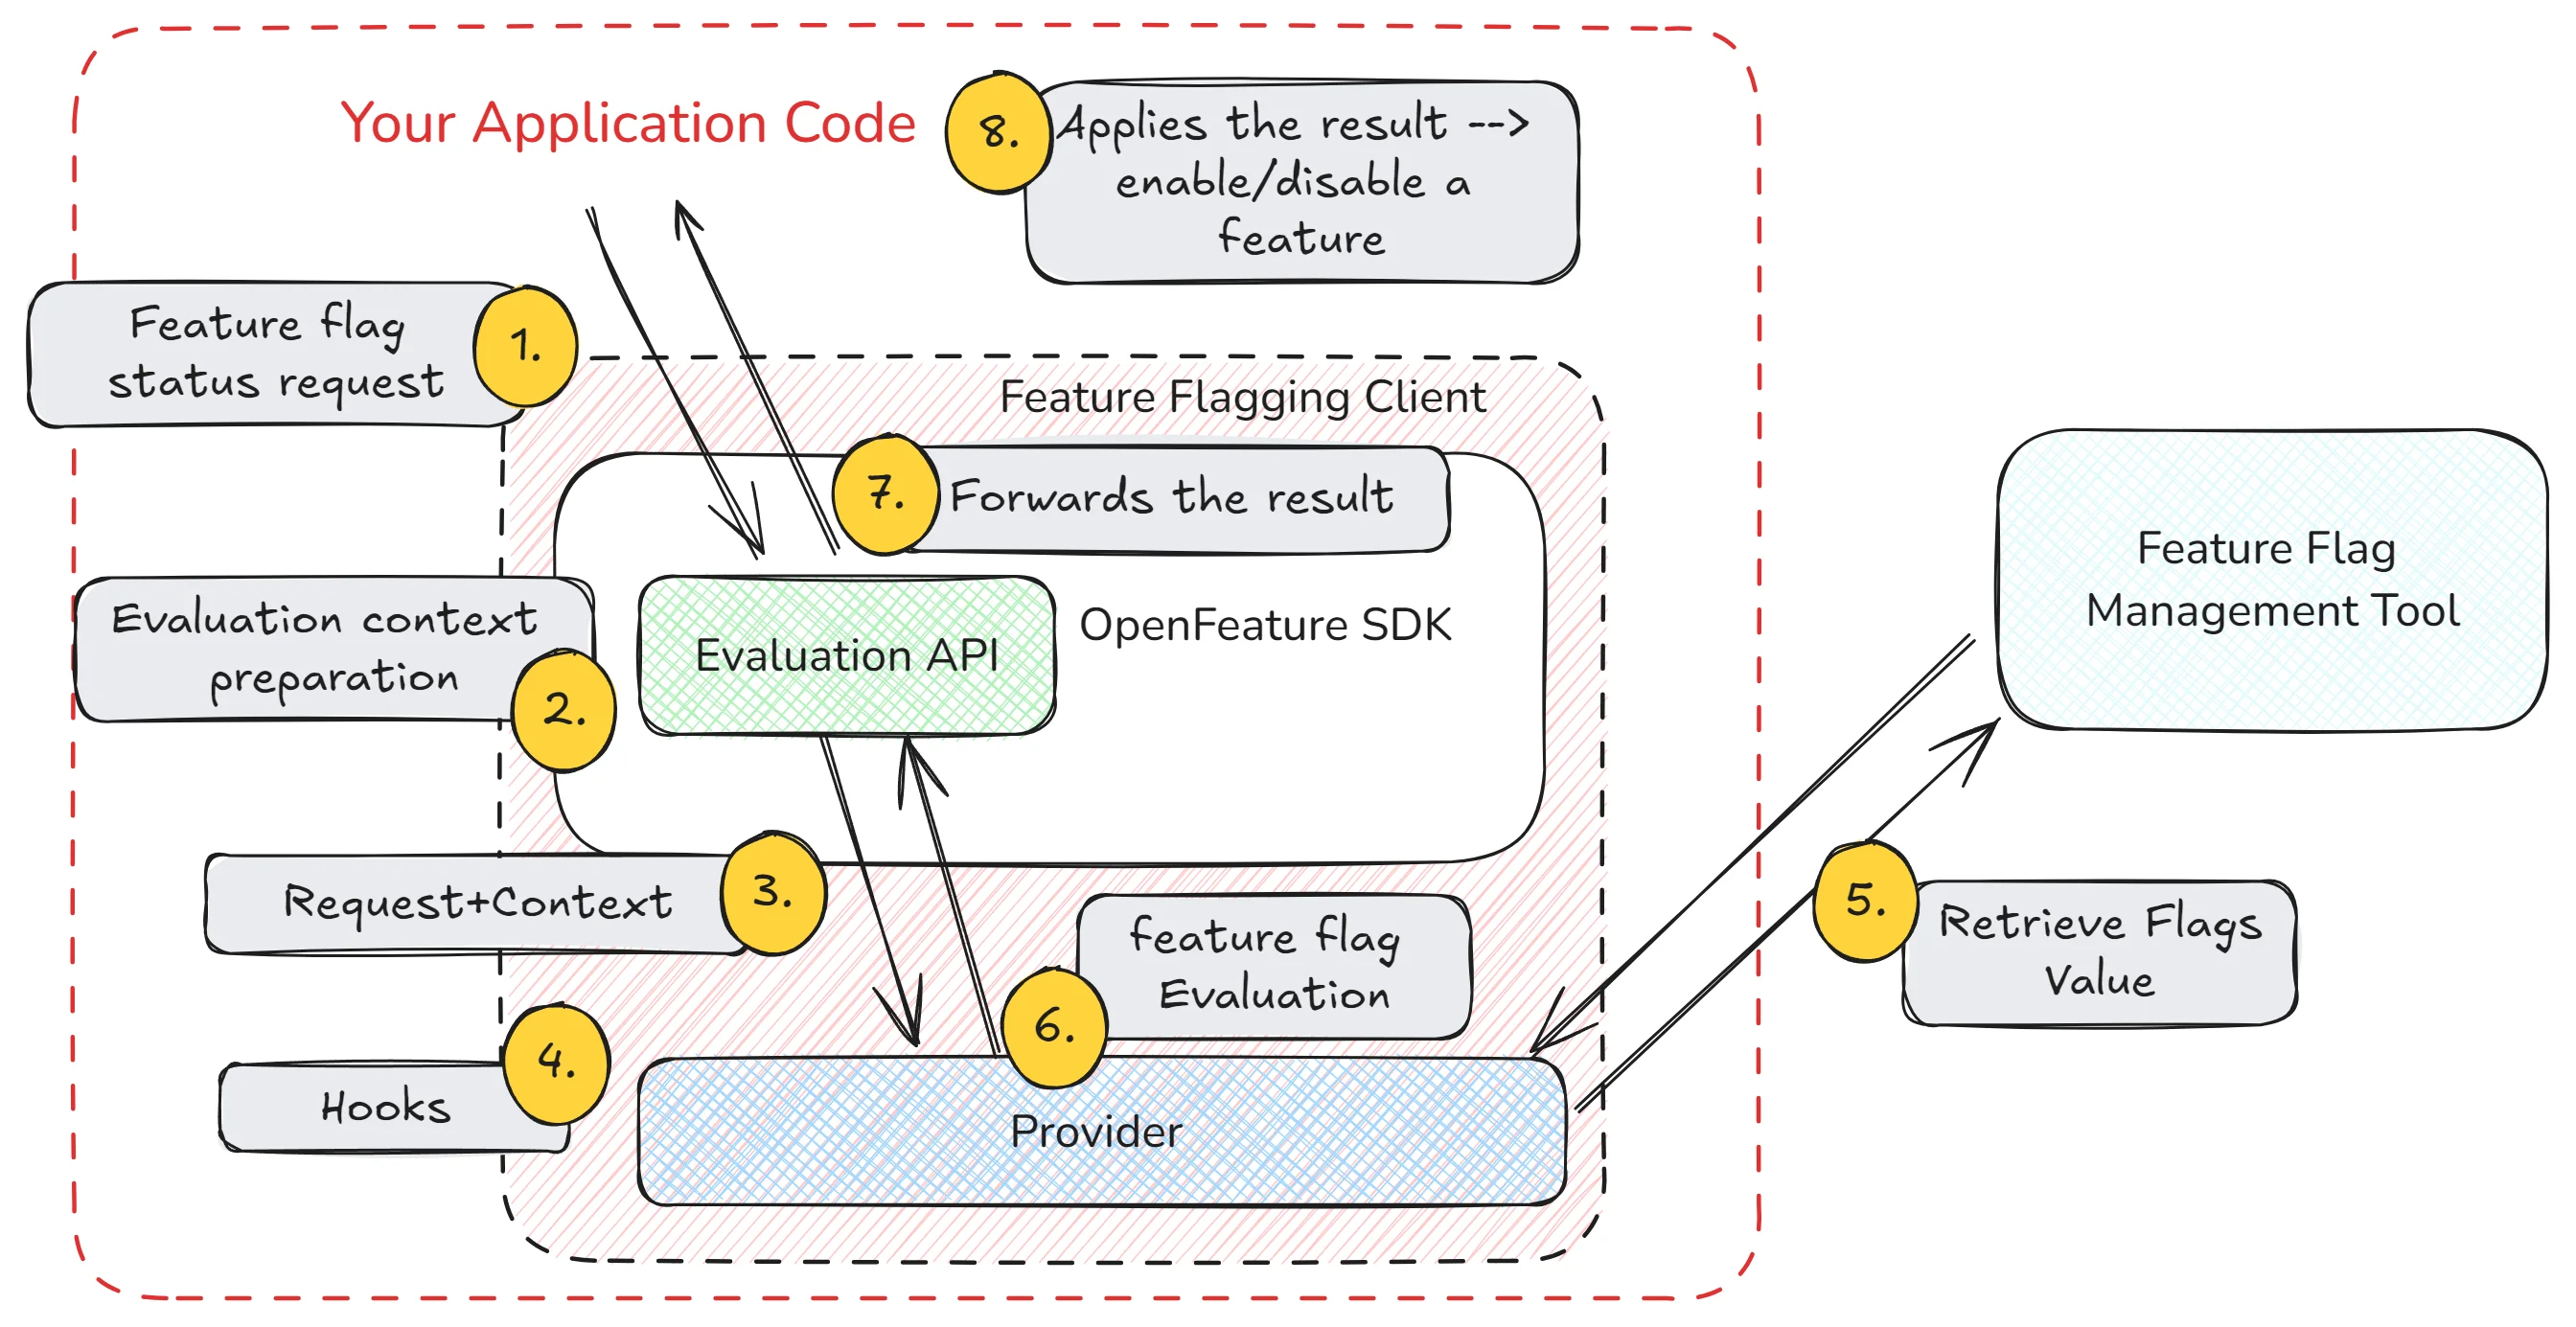 Your Application Code
8.
Applies the result -->
enable/disable a
feature
Feature flag
status request
1.
Feature Flagging Client
7.
Forwards the result
Evaluation context
preparation
2.
Evaluation API
OpenFeature SDK
Feature Flag
Management Tool
Request+Context
3.
feature flag
Evaluation
6.
5.
Retrieve Flags
Value
4.
Hooks
Provider